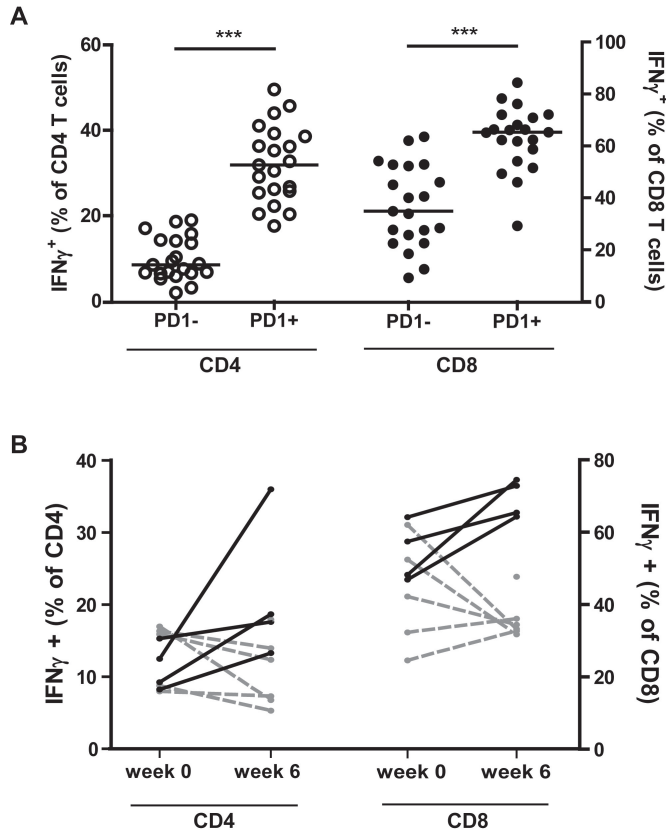 A
***
***
60
40
20
0
IFNγ+ (% of CD4 T cells)
100
80
60
40
20
0
IFNγ+ (% of CD8 T cells)
PD1-
PD1+
PD1-
PD1+
CD4
CD8
B
40
30
20
10
0
IFNγ + (% of CD4)
80
60
40
20
0
IFNγ + (% of CD8)
week 0
week 6
week 0
week 6
CD4
CD8